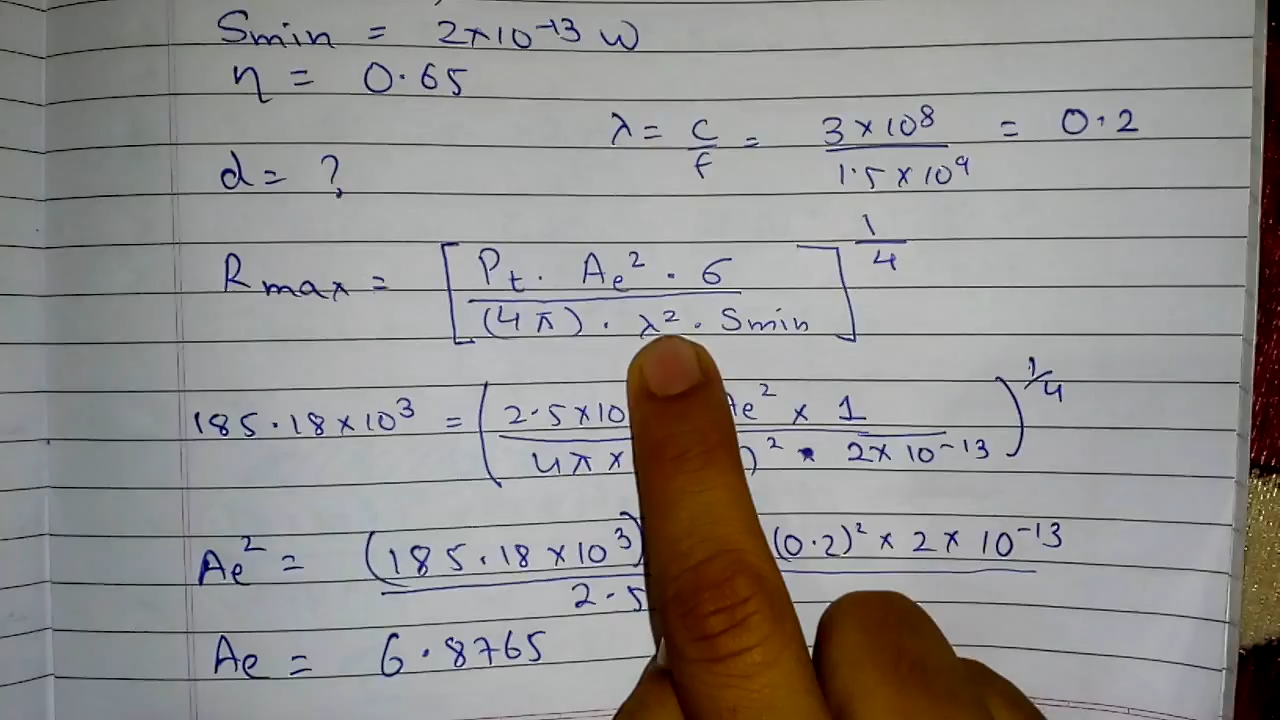 Smin = 2×10⁻¹³ W
η = 0.65
λ = c/f = 3×10⁸ / 1.5×10⁹ = 0.2
d = ?
Rmax = [ Pt · Ae² · 6 / (4π) · λ² · Smin ]^1/4
185.18×10³ = ( 2.5×10 Ae² × 1 / 4π× )² × 2×10⁻¹³ )^1/4
Ae² = (185.18×10³) (0.2)² × 2×10⁻¹³ / 2.5
Ae = 6.8765